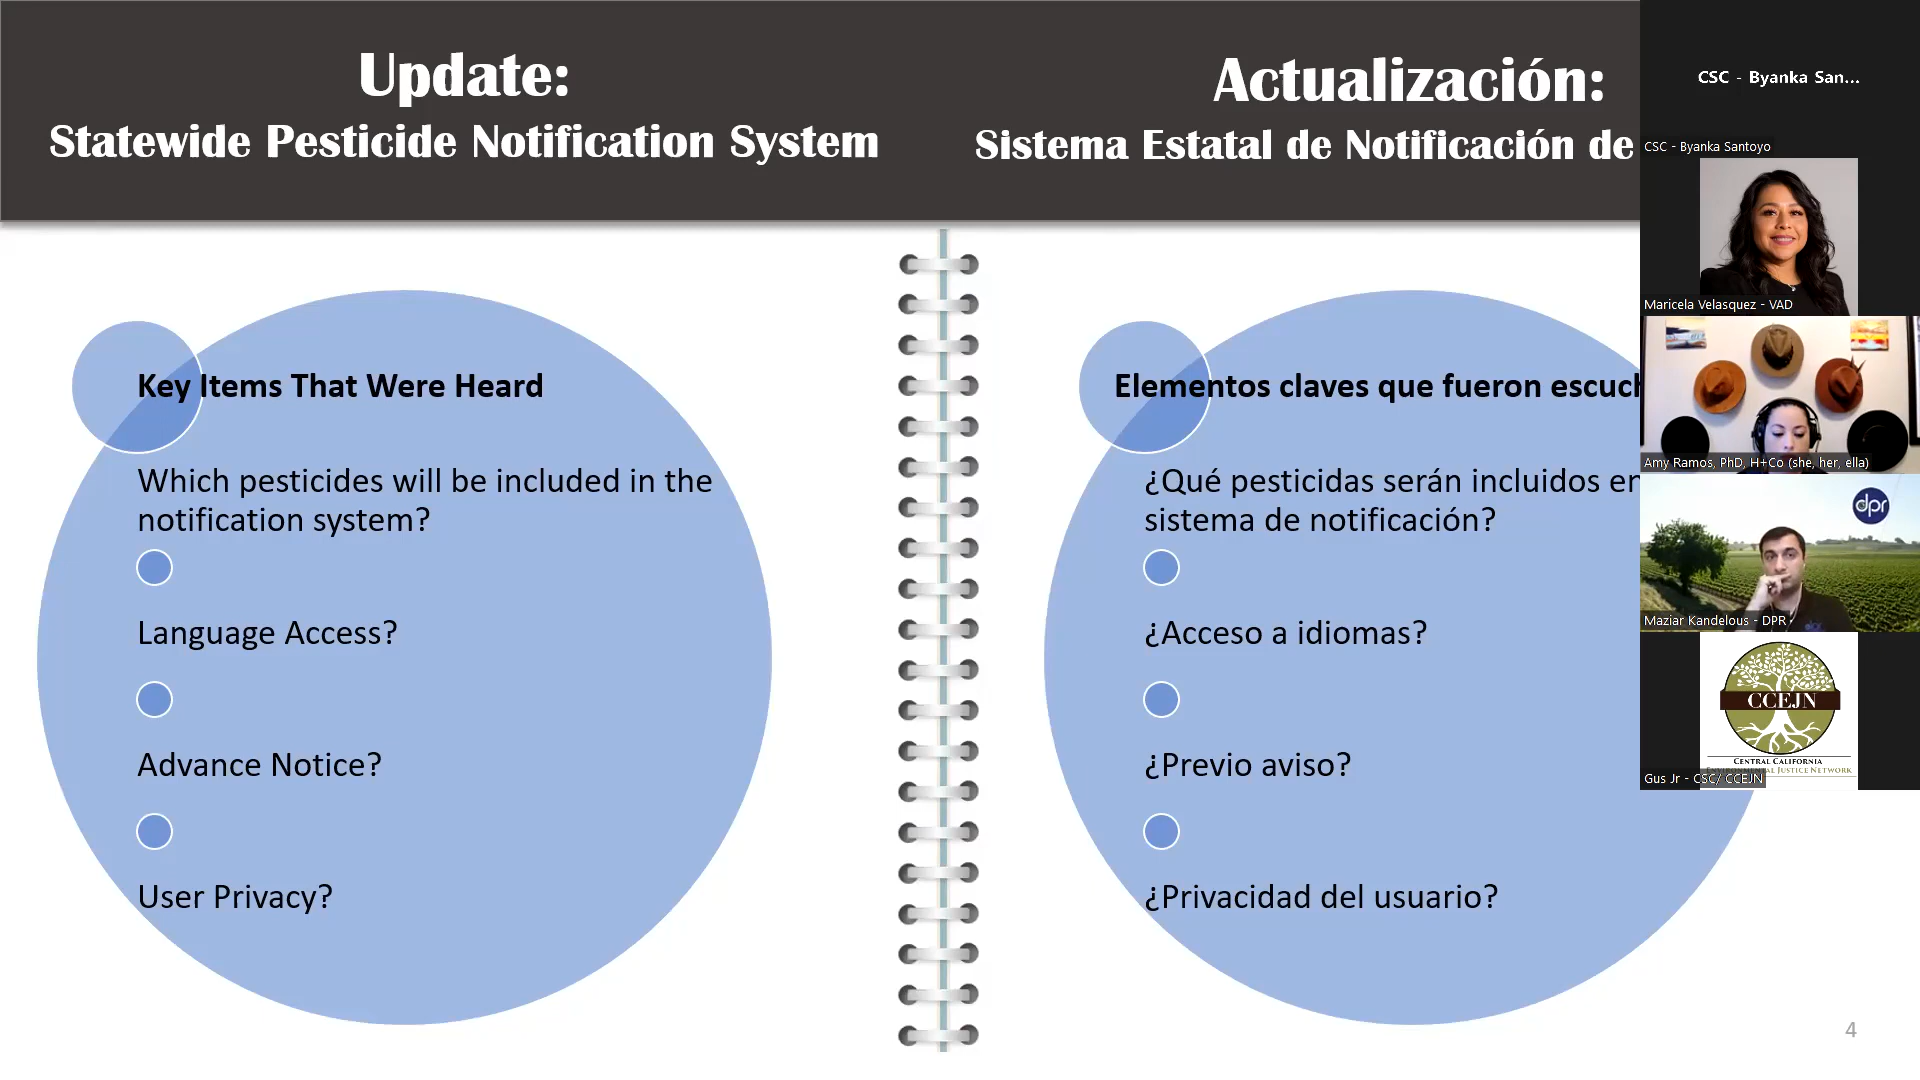 Update:
Statewide Pesticide Notification System
Key Items That Were Heard
Which pesticides will be included in the
notification system?
Language Access?
Advance Notice?
User Privacy?
Actualización:
Sistema Estatal de Notificación de
Elementos claves que fueron escuch
¿Qué pesticidas serán incluidos en
sistema de notificación?
¿Acceso a idiomas?
¿Previo aviso?
¿Privacidad del usuario?
4
CSC - Byanka San...
CSC - Byanka Santoyo
Maricela Velasquez - VAD
Amy Ramos, PhD, H+Co (she, her, ella)
dpr
Maziar Kandelous - DPR
CCEJN
CENTRAL CALIFORNIA
JUSTICE NETWORK
Gus Jr - CSC/ CCEJN